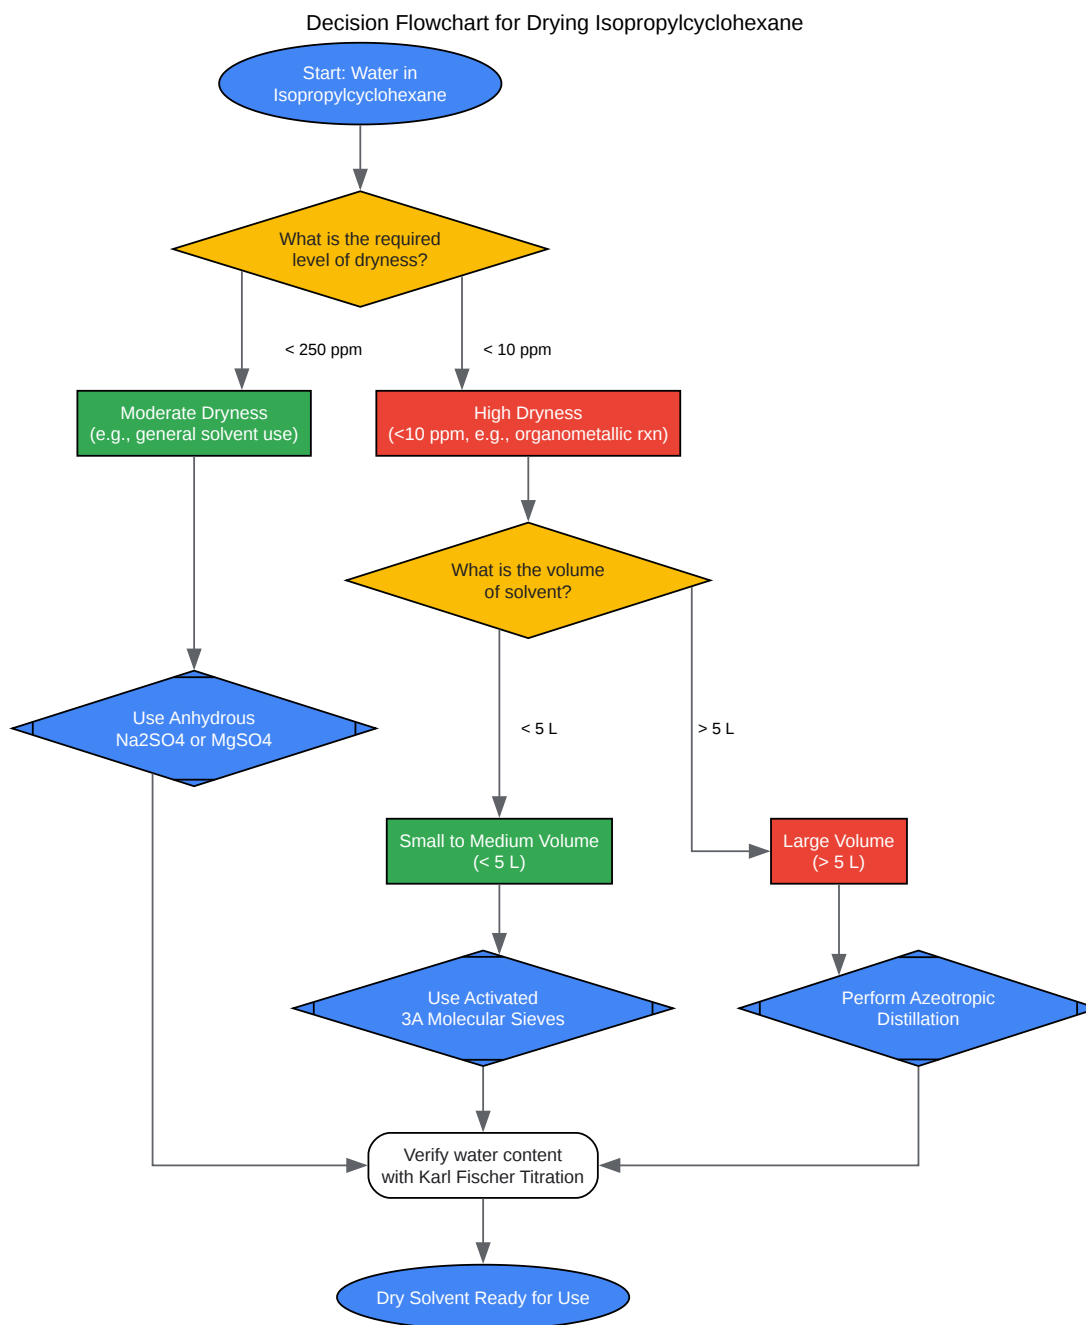 Decision Flowchart for Drying Isopropylcyclohexane
Start: Water in
Isopropylcyclohexane
What is the required
level of dryness?
< 250 ppm
< 10 ppm
Moderate Dryness
(e.g., general solvent use)
High Dryness
(<10 ppm, e.g., organometallic rxn)
What is the volume
of solvent?
Use Anhydrous
Na2SO4 or MgSO4
< 5 L
> 5 L
Small to Medium Volume
(< 5 L)
Large Volume
(> 5 L)
Use Activated
3A Molecular Sieves
Perform Azeotropic
Distillation
Verify water content
with Karl Fischer Titration
Dry Solvent Ready for Use